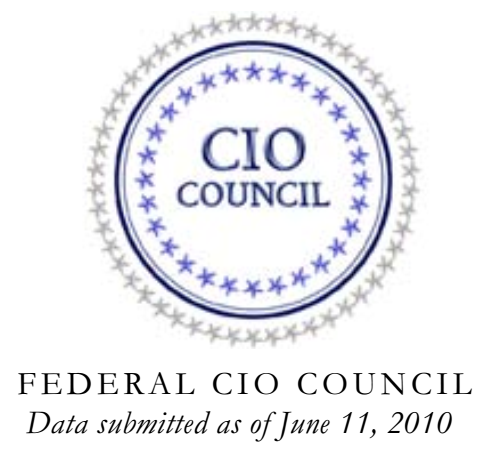 CIO
COUNCIL
FEDERAL CIO COUNCIL
Data submitted as of June 11, 2010